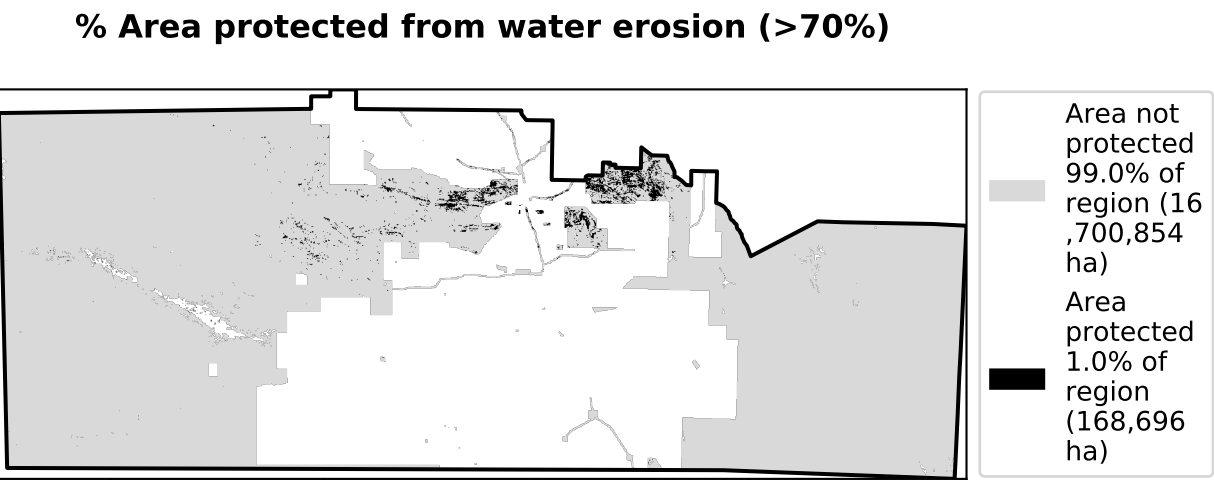 % Area protected from water erosion (>70%)
Area not
protected
99.0% of
region (16
,700,854
ha)
Area
protected
1.0% of
region
(168,696
ha)